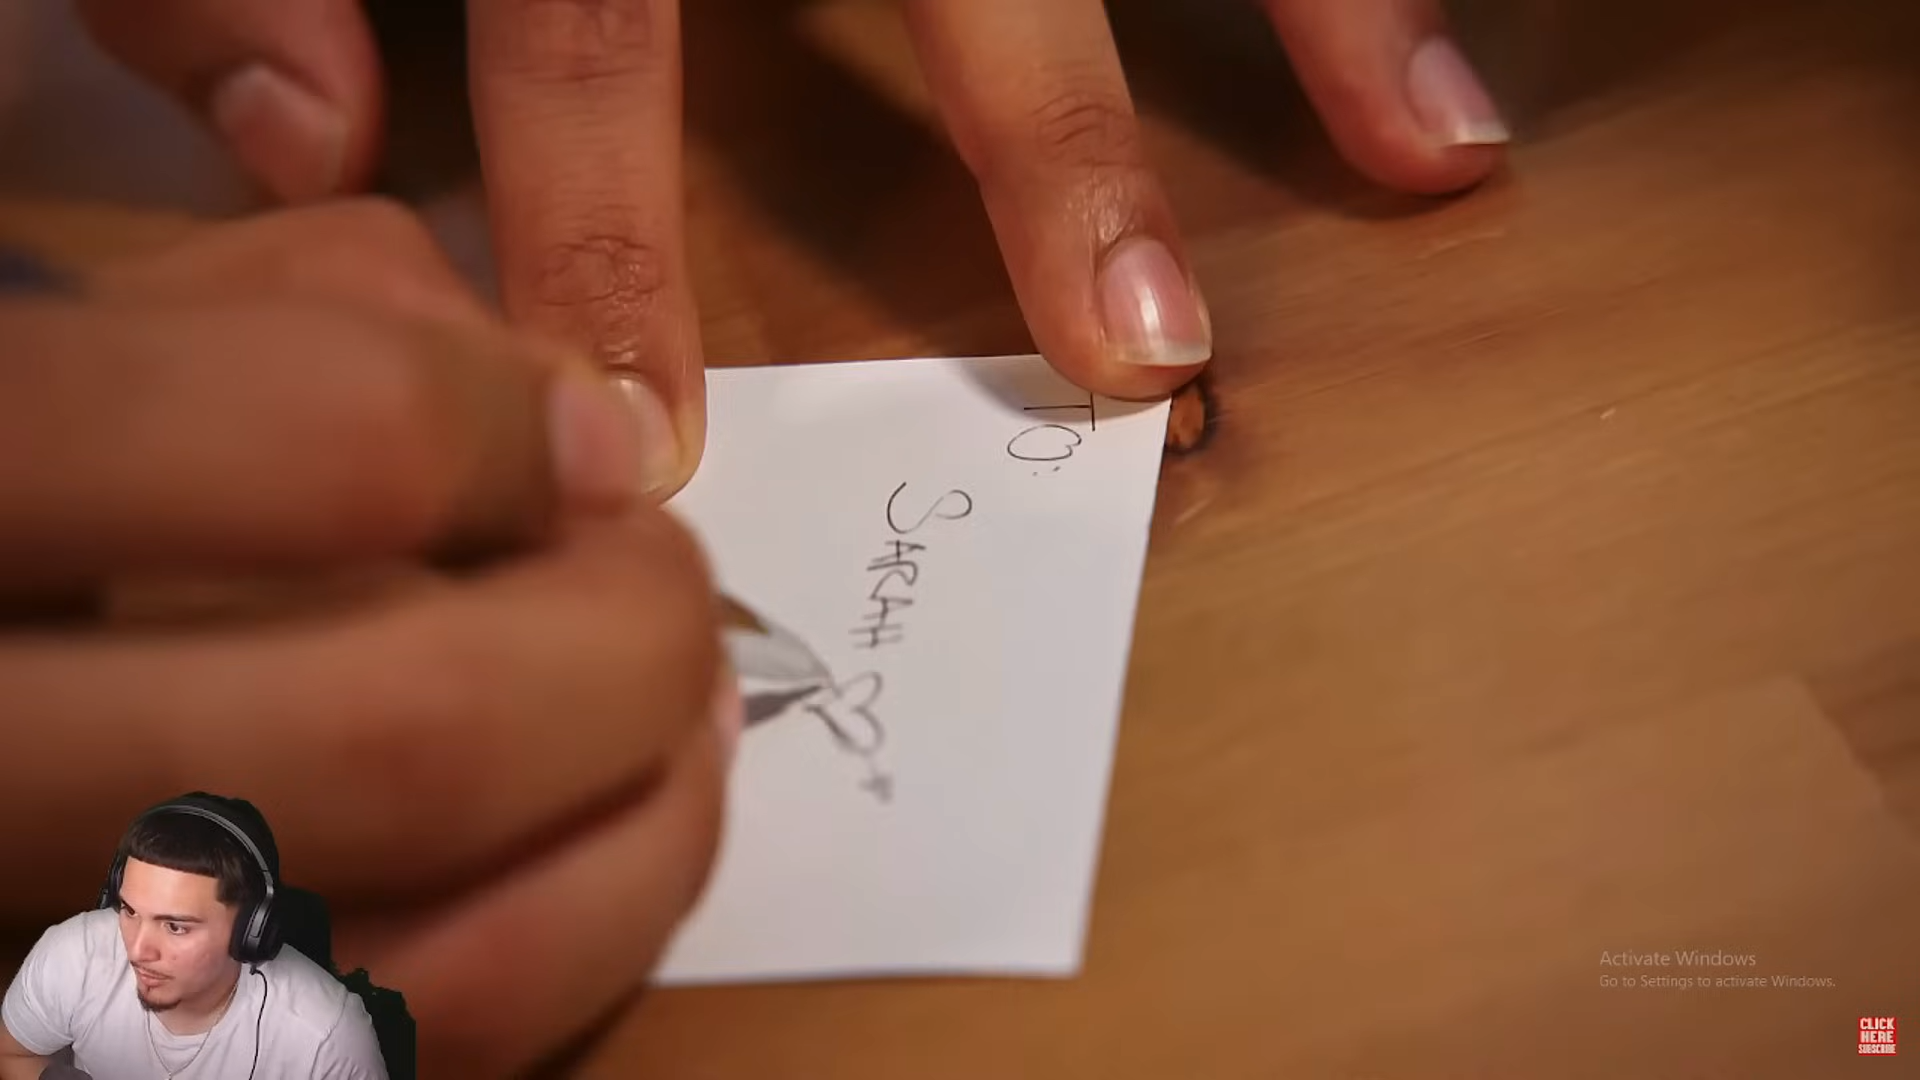 TO:
SARAH ♡
Activate Windows
Go to Settings to activate Windows.
CLICK
HERE
SUBSCRIBE